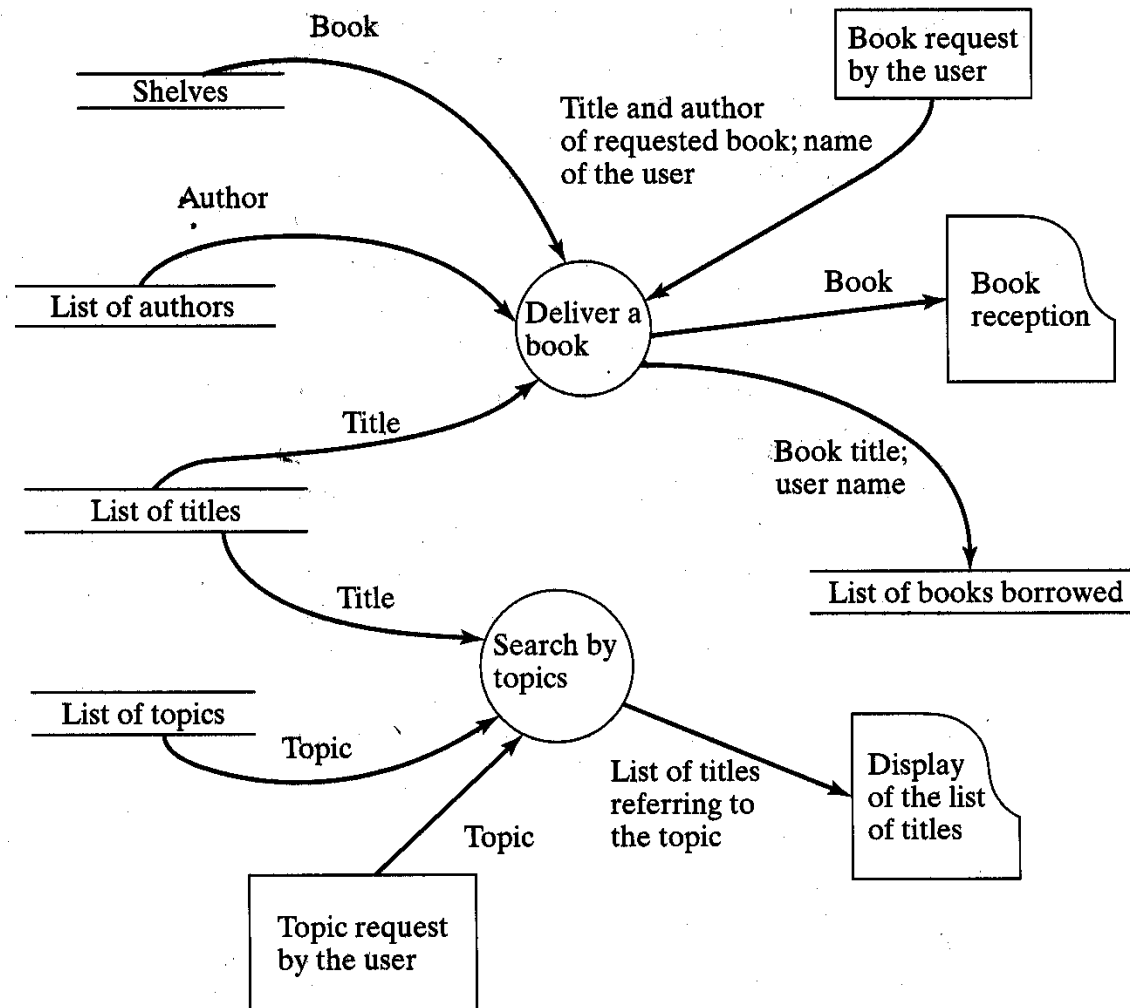 Book
Shelves
Book request
by the user
Title and author
of requested book; name
of the user
Author
List of authors
Deliver a
book
Book
Book
reception
Title
List of titles
Book title;
user name
List of books borrowed
Title
Search by
topics
List of topics
Topic
List of titles
referring to
the topic
Display
of the list
of titles
Topic
Topic request
by the user